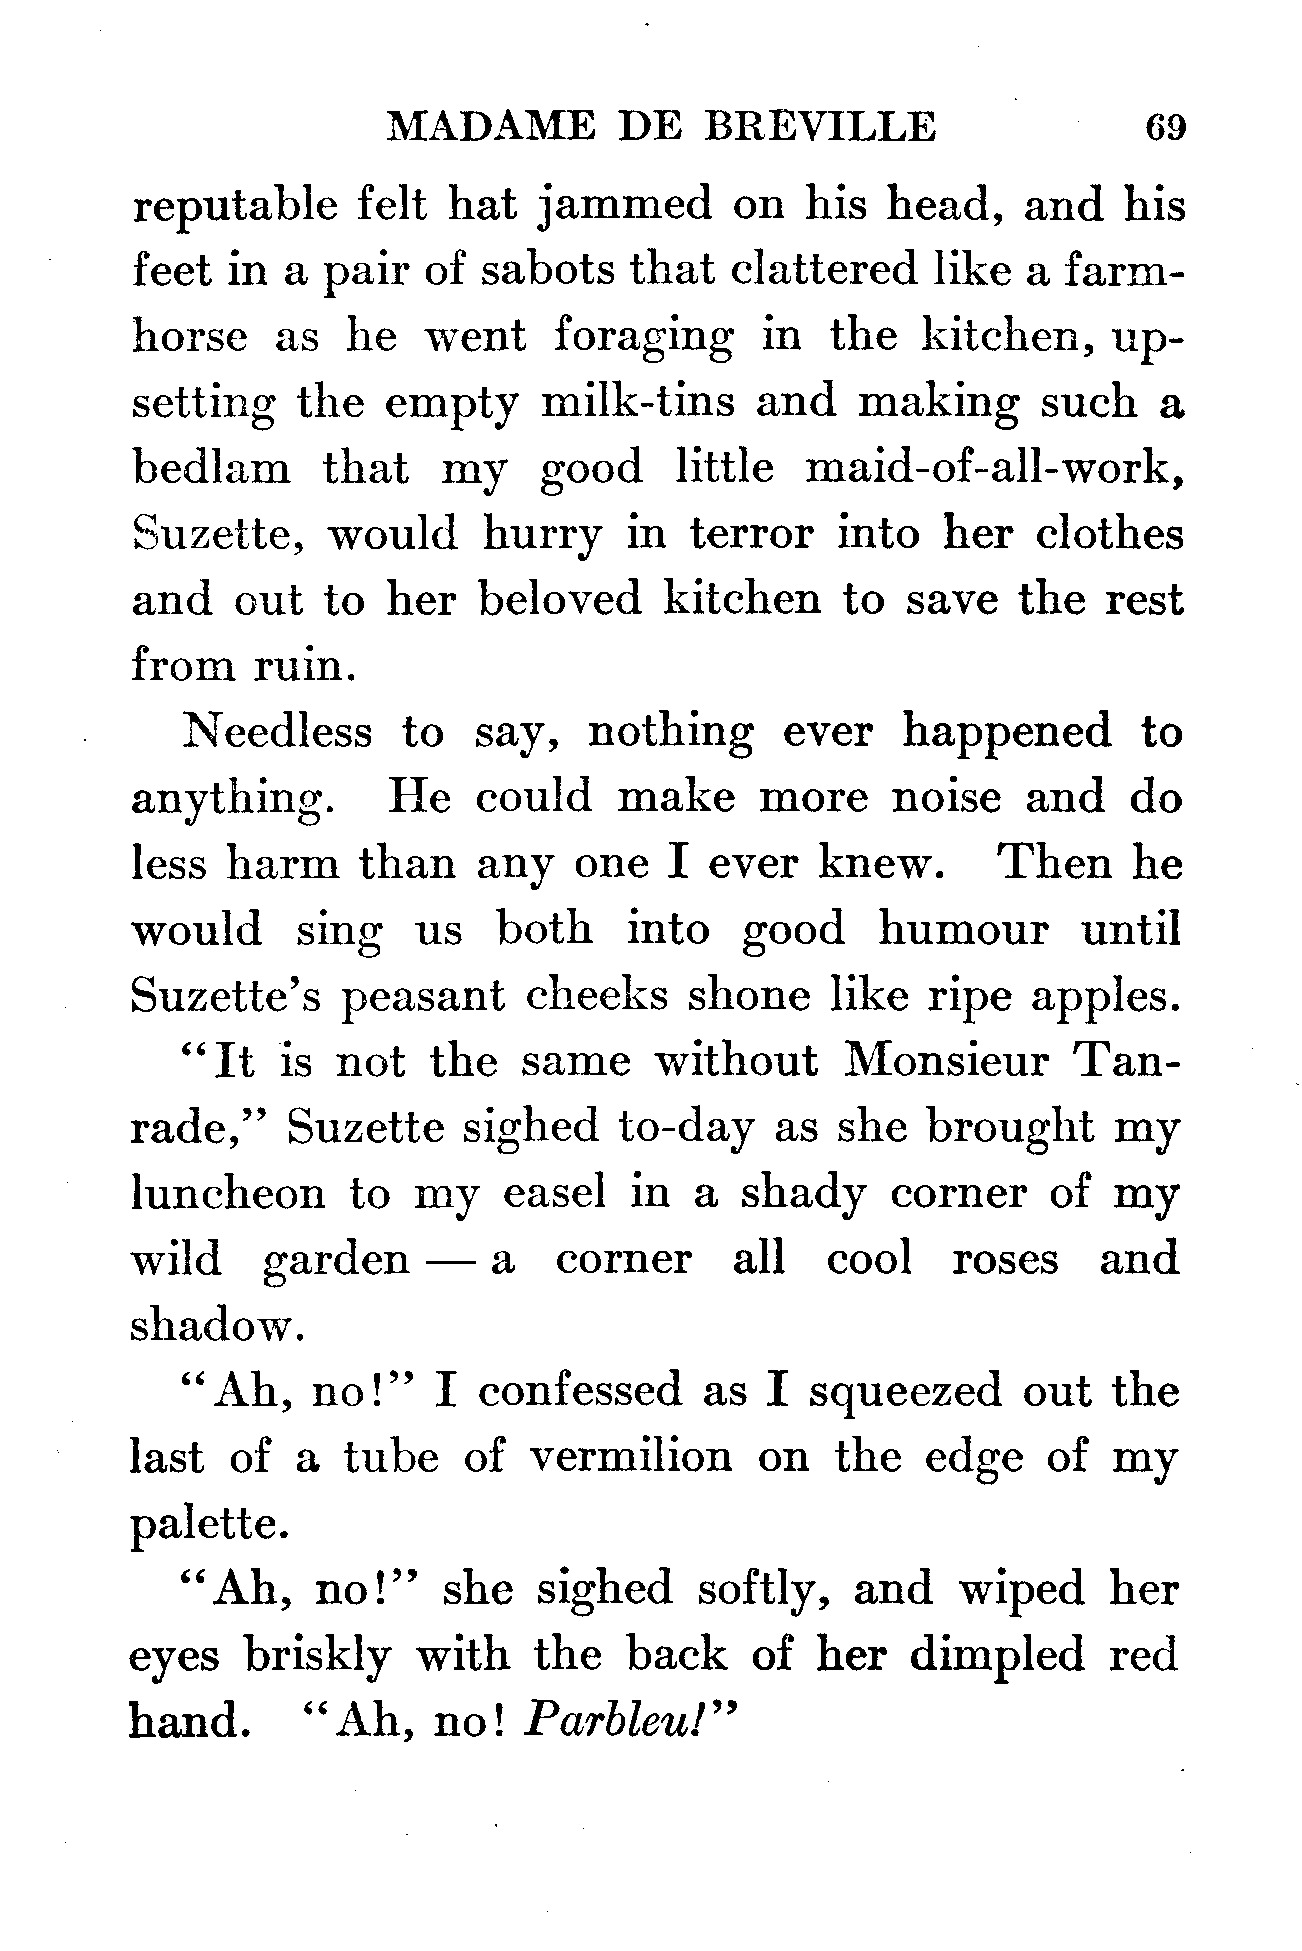 MADAME DE BRÉVILLE 69
reputable felt hat jammed on his head, and his
feet in a pair of sabots that clattered like a farm-
horse as he went foraging in the kitchen, up-
setting the empty milk-tins and making such a
bedlam that my good little maid-of-all-work,
Suzette, would hurry in terror into her clothes
and out to her beloved kitchen to save the rest
from ruin.
Needless to say, nothing ever happened to
anything. He could make more noise and do
less harm than any one I ever knew. Then he
would sing us both into good humour until
Suzette's peasant cheeks shone like ripe apples.
"It is not the same without Monsieur Tan-
rade," Suzette sighed to-day as she brought my
luncheon to my easel in a shady corner of my
wild garden — a corner all cool roses and
shadow.
"Ah, no!" I confessed as I squeezed out the
last of a tube of vermilion on the edge of my
palette.
"Ah, no!" she sighed softly, and wiped her
eyes briskly with the back of her dimpled red
hand. "Ah, no! Parbleu!"